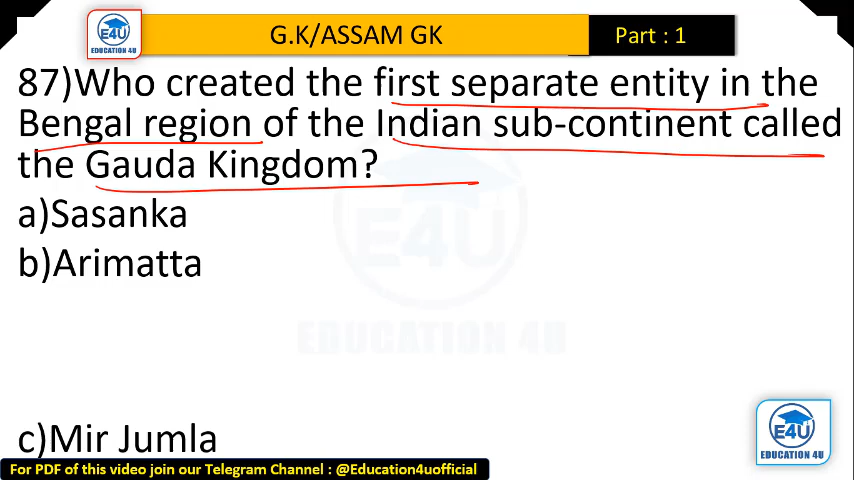 E4U
EDUCATION 4U
G.K/ASSAM GK
Part : 1
87)Who created the first separate entity in the
Bengal region of the Indian sub-continent called
the Gauda Kingdom?
a)Sasanka
b)Arimatta
E4U
EDUCATION 4U
c)Mir Jumla
E4U
EDUCATION 4U
For PDF of this video join our Telegram Channel : @Education4uofficial